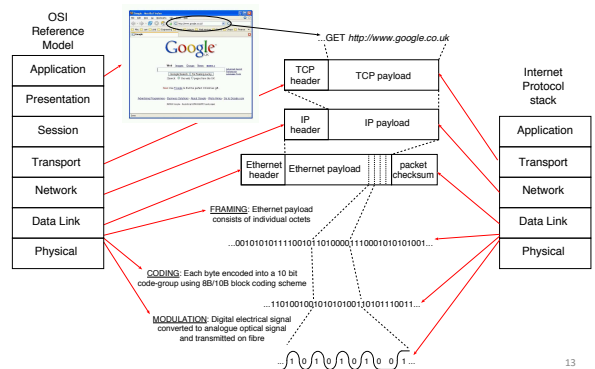 OSI
Reference
Model
Application
Presentation
Session
Transport
Network
Data Link
Physical
Google
...GET http://www.google.co.uk
TCP
header
TCP payload
IP
header
IP payload
Ethernet
header
Ethernet payload
packet
checksum
FRAMING: Ethernet payload
consists of individual octets
...0010101011110010110100001110001010101001...
CODING: Each byte encoded into a 10 bit
code-group using 8B/10B block coding scheme
...110100100101010100110101110011...
MODULATION: Digital electrical signal
converted to analogue optical signal
and transmitted on fibre
... 1 0 1 0 1 0 1 0 0 1 ...
Internet
Protocol
stack
Application
Transport
Network
Data Link
Physical
13